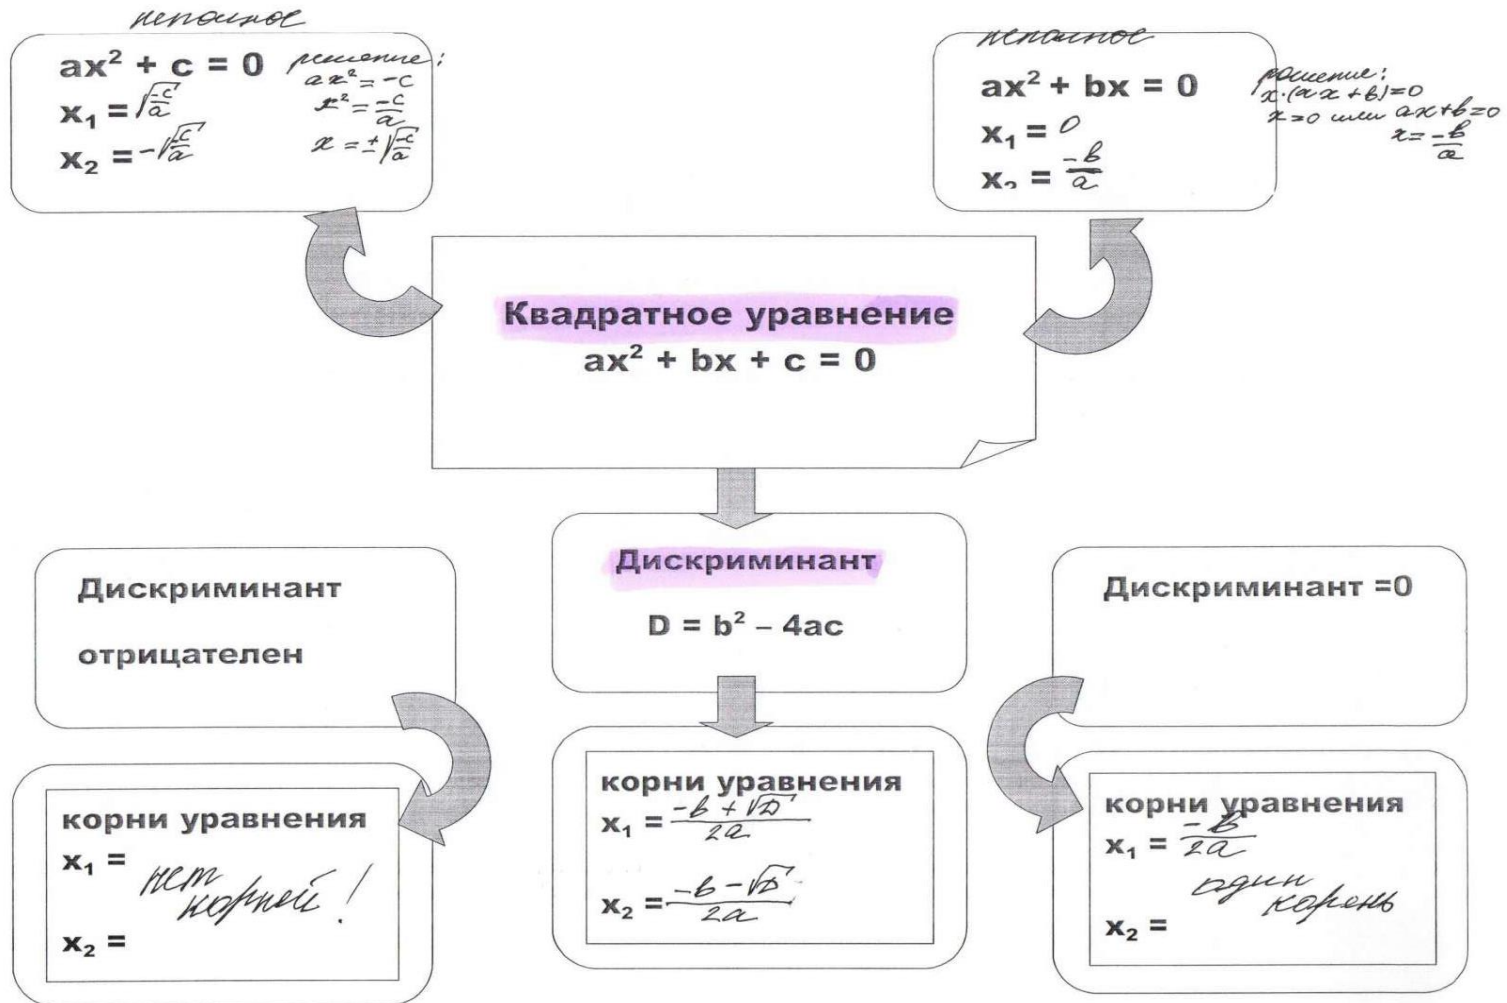 неполное
ax² + c = 0
x₁ = √(-c/a)
x₂ = -√(-c/a)
решение:
ax² = -c
x² = -c/a
x = ±√(-c/a)
неполное
ax² + bx = 0
x₁ = 0
x₂ = -b/a
решение:
x·(ax+b)=0
x=0 или ax+b=0
x = -b/a
Квадратное уравнение
ax² + bx + c = 0
Дискриминант
отрицателен
Дискриминант
D = b² – 4ac
Дискриминант =0
корни уравнения
x₁ =
нет
корней!
x₂ =
корни уравнения
x₁ = (-b + √D)/2a
x₂ = (-b - √D)/2a
корни уравнения
x₁ = -b/2a
один
корень
x₂ =